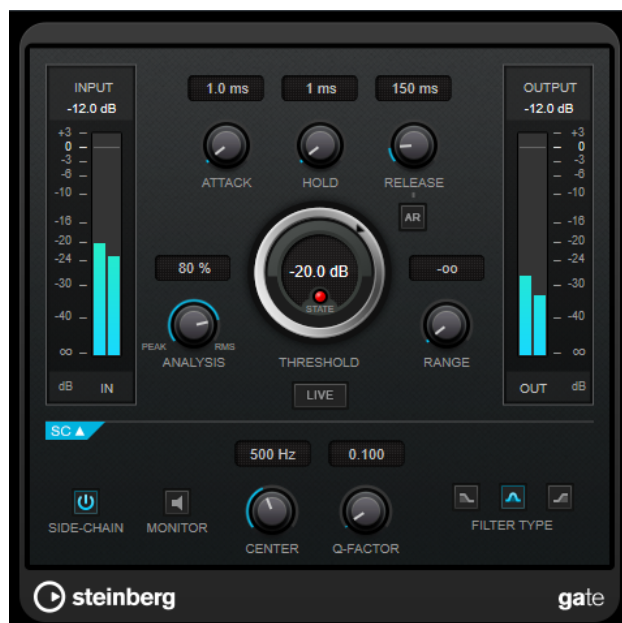 INPUT
-12.0 dB
1.0 ms
1 ms
150 ms
OUTPUT
-12.0 dB
+3
0
-3
-6
-10
-16
-20
-24
-30
-40
∞
dB
IN
ATTACK
HOLD
RELEASE
AR
+3
0
-3
-6
-10
-16
-20
-24
-30
-40
∞
OUT
dB
80 %
-20.0 dB
STATE
-oo
PEAK
RMS
ANALYSIS
THRESHOLD
RANGE
LIVE
SC
500 Hz
0.100
SIDE-CHAIN
MONITOR
CENTER
Q-FACTOR
FILTER TYPE
steinberg
gate